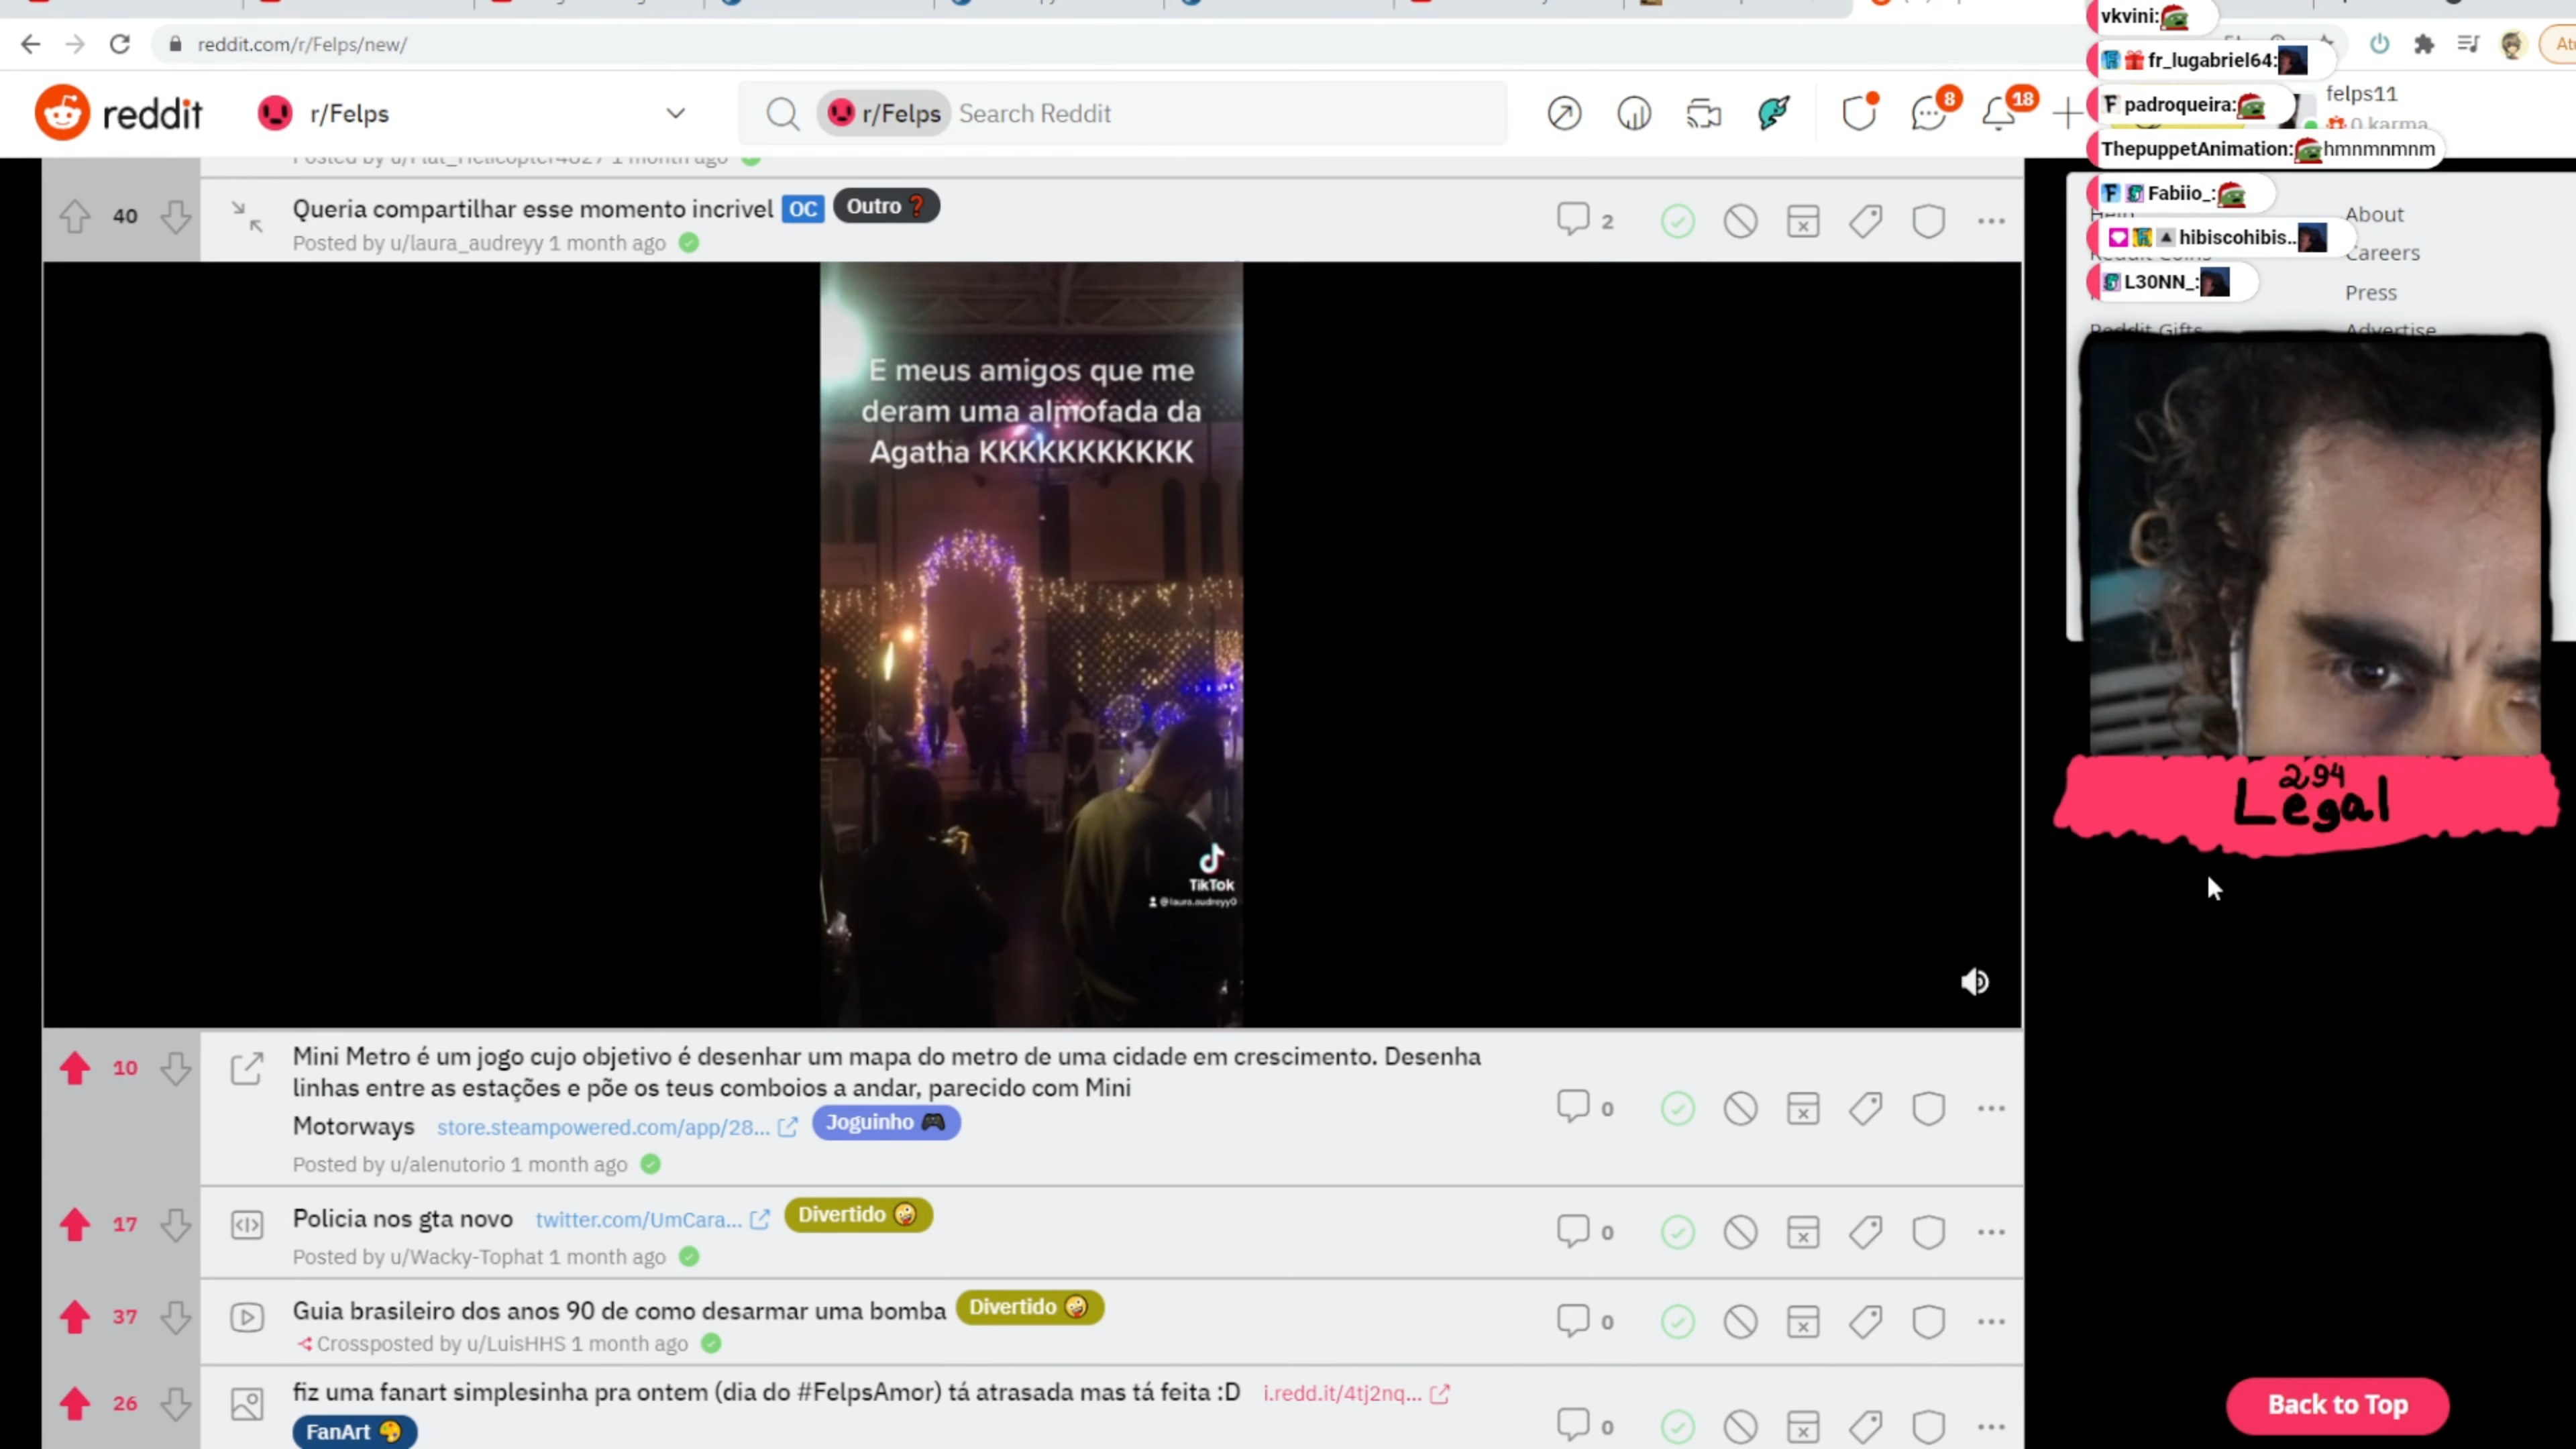 reddit.com/r/Felps/new/
reddit
r/Felps
r/Felps Search Reddit
8
18
felps11
0 karma
vkvini:
fr_lugabriel64:
padroqueira:
ThepuppetAnimation: hmnmnmnm
Fabiio_:
hibiscohibis..:
L30NN_:
About
Careers
Press
Reddit Gifts
Advertise
40
Queria compartilhar esse momento incrivel OC Outro
Posted by u/laura_audreyy 1 month ago
2
E meus amigos que me
deram uma almofada da
Agatha KKKKKKKKKKK
TikTok
@laura.audreyy0
294
Legal
10
Mini Metro é um jogo cujo objetivo é desenhar um mapa do metro de uma cidade em crescimento. Desenha
linhas entre as estações e põe os teus comboios a andar, parecido com Mini
Motorways store.steampowered.com/app/28... Joguinho
Posted by u/alenutorio 1 month ago
0
17
Policia nos gta novo twitter.com/UmCara... Divertido
Posted by u/Wacky-Tophat 1 month ago
0
37
Guia brasileiro dos anos 90 de como desarmar uma bomba Divertido
Crossposted by u/LuisHHS 1 month ago
0
26
fiz uma fanart simplesinha pra ontem (dia do #FelpsAmor) tá atrasada mas tá feita :D i.redd.it/4tj2nq...
FanArt
0
Back to Top